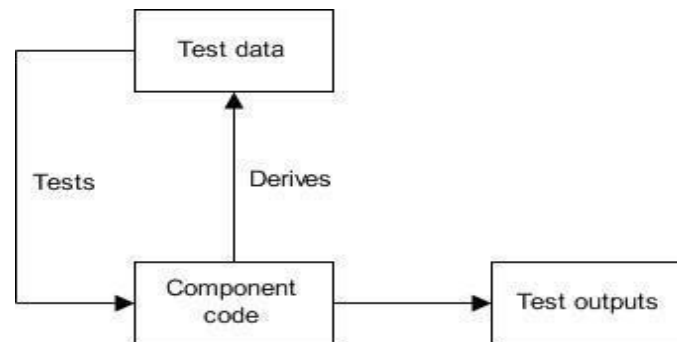 Test data
Tests
Derives
Component
code
Test outputs